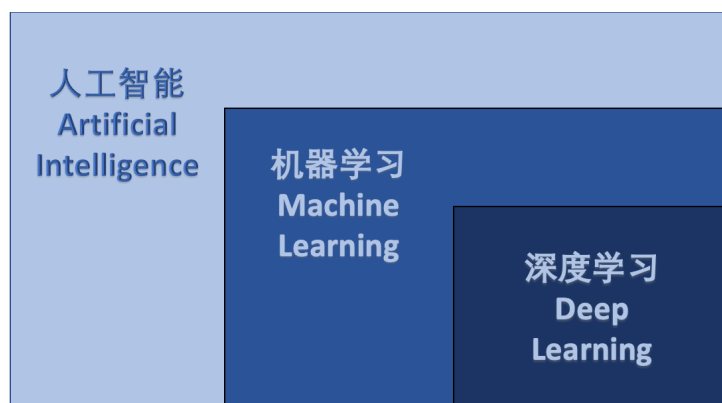 人工智能
Artificial
Intelligence
机器学习
Machine
Learning
深度学习
Deep
Learning